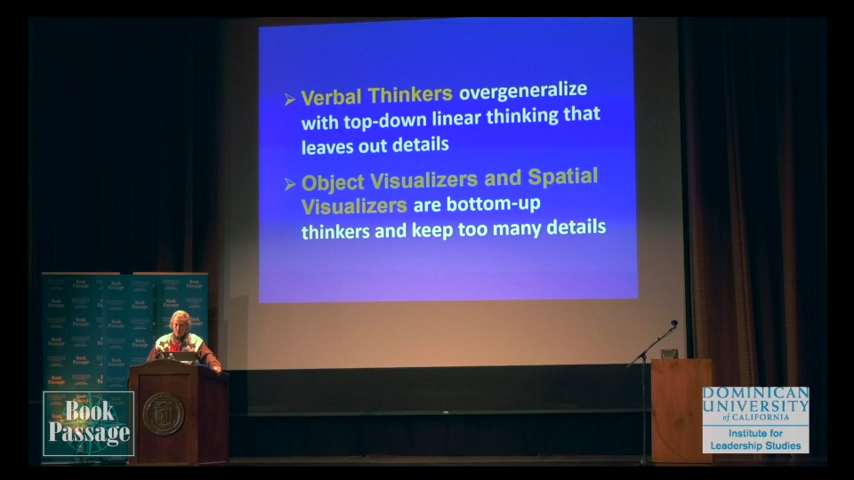 Verbal Thinkers overgeneralize
with top-down linear thinking that
leaves out details
Object Visualizers and Spatial
Visualizers are bottom-up
thinkers and keep too many details
Book
Passage
DOMINICAN
UNIVERSITY
of CALIFORNIA
Institute for
Leadership Studies